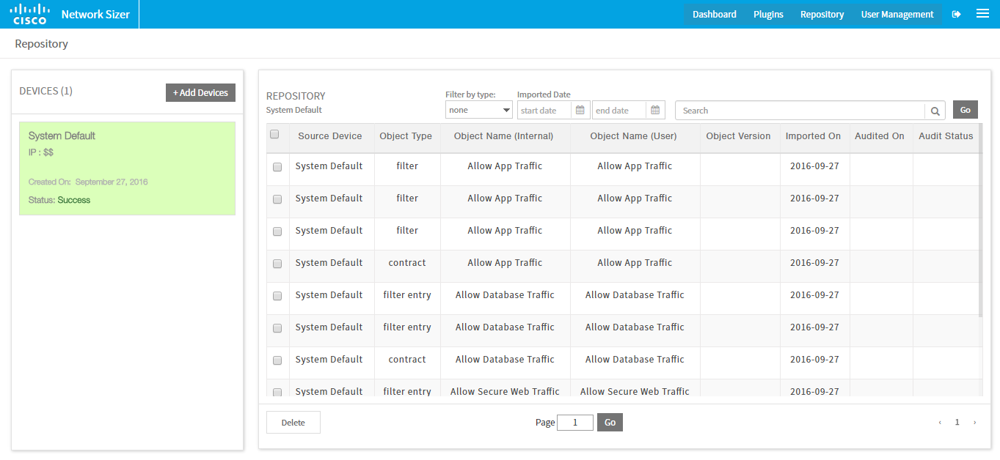 CISCO Network Sizer Dashboard PlugIns Repository User Management
Repository
DEVICES (1) + Add Devices
System Default
IP : $$
Created On: September 27, 2016
Status: Success
REPOSITORY
System Default
Filter by type: Imported Date
none start date end date Search Go
Source Device Object Type Object Name (Internal) Object Name (User) Object Version Imported On Audited On Audit Status
System Default filter Allow App Traffic Allow App Traffic 2016-09-27
System Default filter Allow App Traffic Allow App Traffic 2016-09-27
System Default filter Allow App Traffic Allow App Traffic 2016-09-27
System Default contract Allow App Traffic Allow App Traffic 2016-09-27
System Default filter entry Allow Database Traffic Allow Database Traffic 2016-09-27
System Default filter entry Allow Database Traffic Allow Database Traffic 2016-09-27
System Default contract Allow Database Traffic Allow Database Traffic 2016-09-27
System Default filter entry Allow Secure Web Traffic Allow Secure Web Traffic 2016-09-27
Delete Page 1 Go ‹ 1 ›